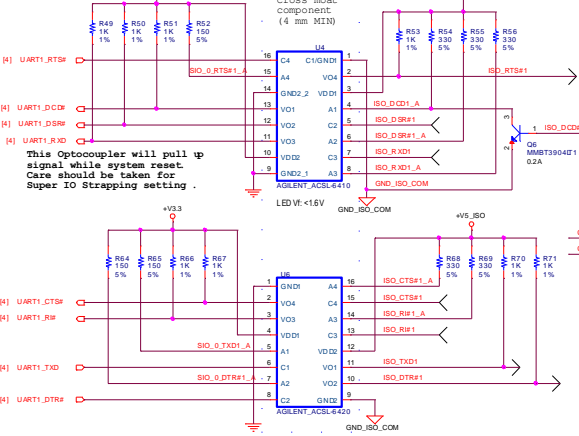 cross moat
component
(4 mm MIN)
R49
1K
1%
R50
1K
1%
R51
1K
1%
R52
150
5%
R53
1K
1%
R54
330
5%
R55
330
5%
R56
330
5%
U4
[4] UART1_RTS#
16 C4 C1/GND1 1
SIO_0_RTS#1_A 15 A4 VO4 2 ISO_RTS#1
14 GND2_2 VDD1 3
[4] UART1_DCD# 13 VO1 A1 4 ISO_DCD1_A
[4] UART1_DSR# 12 VO2 C2 5 ISO_DSR#1
[4] UART1_RXD 11 VO3 A2 6 ISO_DSR#1_A
10 VDD2 C3 7 ISO_RXD1
9 GND2_1 A3 8 ISO_RXD1_A
AGILENT_ACSL-6410
GND_ISO_COM
GND_ISO_COM
LED Vf: <1.6V
3
1 ISO_DCD#
2
Q6
MMBT3904LT1
0.2A
This Optocoupler will pull up
signal while system reset.
Care should be taken for
Super IO Strapping setting .
+V3.3
+V5_ISO
R64
150
5%
R65
150
5%
R66
1K
1%
R67
1K
1%
R68
330
5%
R69
330
5%
R70
1K
1%
R71
1K
1%
U6
1 GND1 A4 16 ISO_CTS#1_A
[4] UART1_CTS# 2 VO4 C4 15 ISO_CTS#1
[4] UART1_RI# 3 VO3 A3 14 ISO_RI#1_A
4 VDD1 C3 13 ISO_RI#1
SIO_0_TXD1_A 5 A1 VDD2 12
[4] UART1_TXD 6 C1 VO1 11 ISO_TXD1
SIO_0_DTR#1_A 7 A2 VO2 10 ISO_DTR#1
[4] UART1_DTR# 8 C2 GND2 9
AGILENT_ACSL-6420
GND_ISO_COM